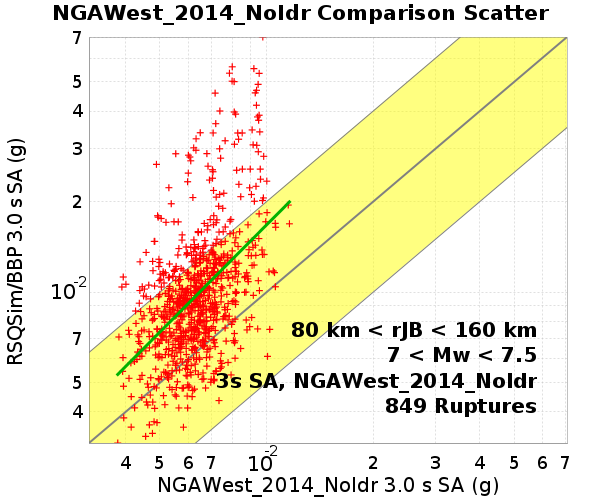 NGAWest_2014_NoIdr Comparison Scatter
RSQSim/BBP 3.0 s SA (g)
7
5
4
3
2
10-2
7
5
4
80 km < rJB < 160 km
7 < Mw < 7.5
3s SA, NGAWest_2014_NoIdr
849 Ruptures
4 5 6 7 10-2 2 3 4 5 6 7
NGAWest_2014_NoIdr 3.0 s SA (g)